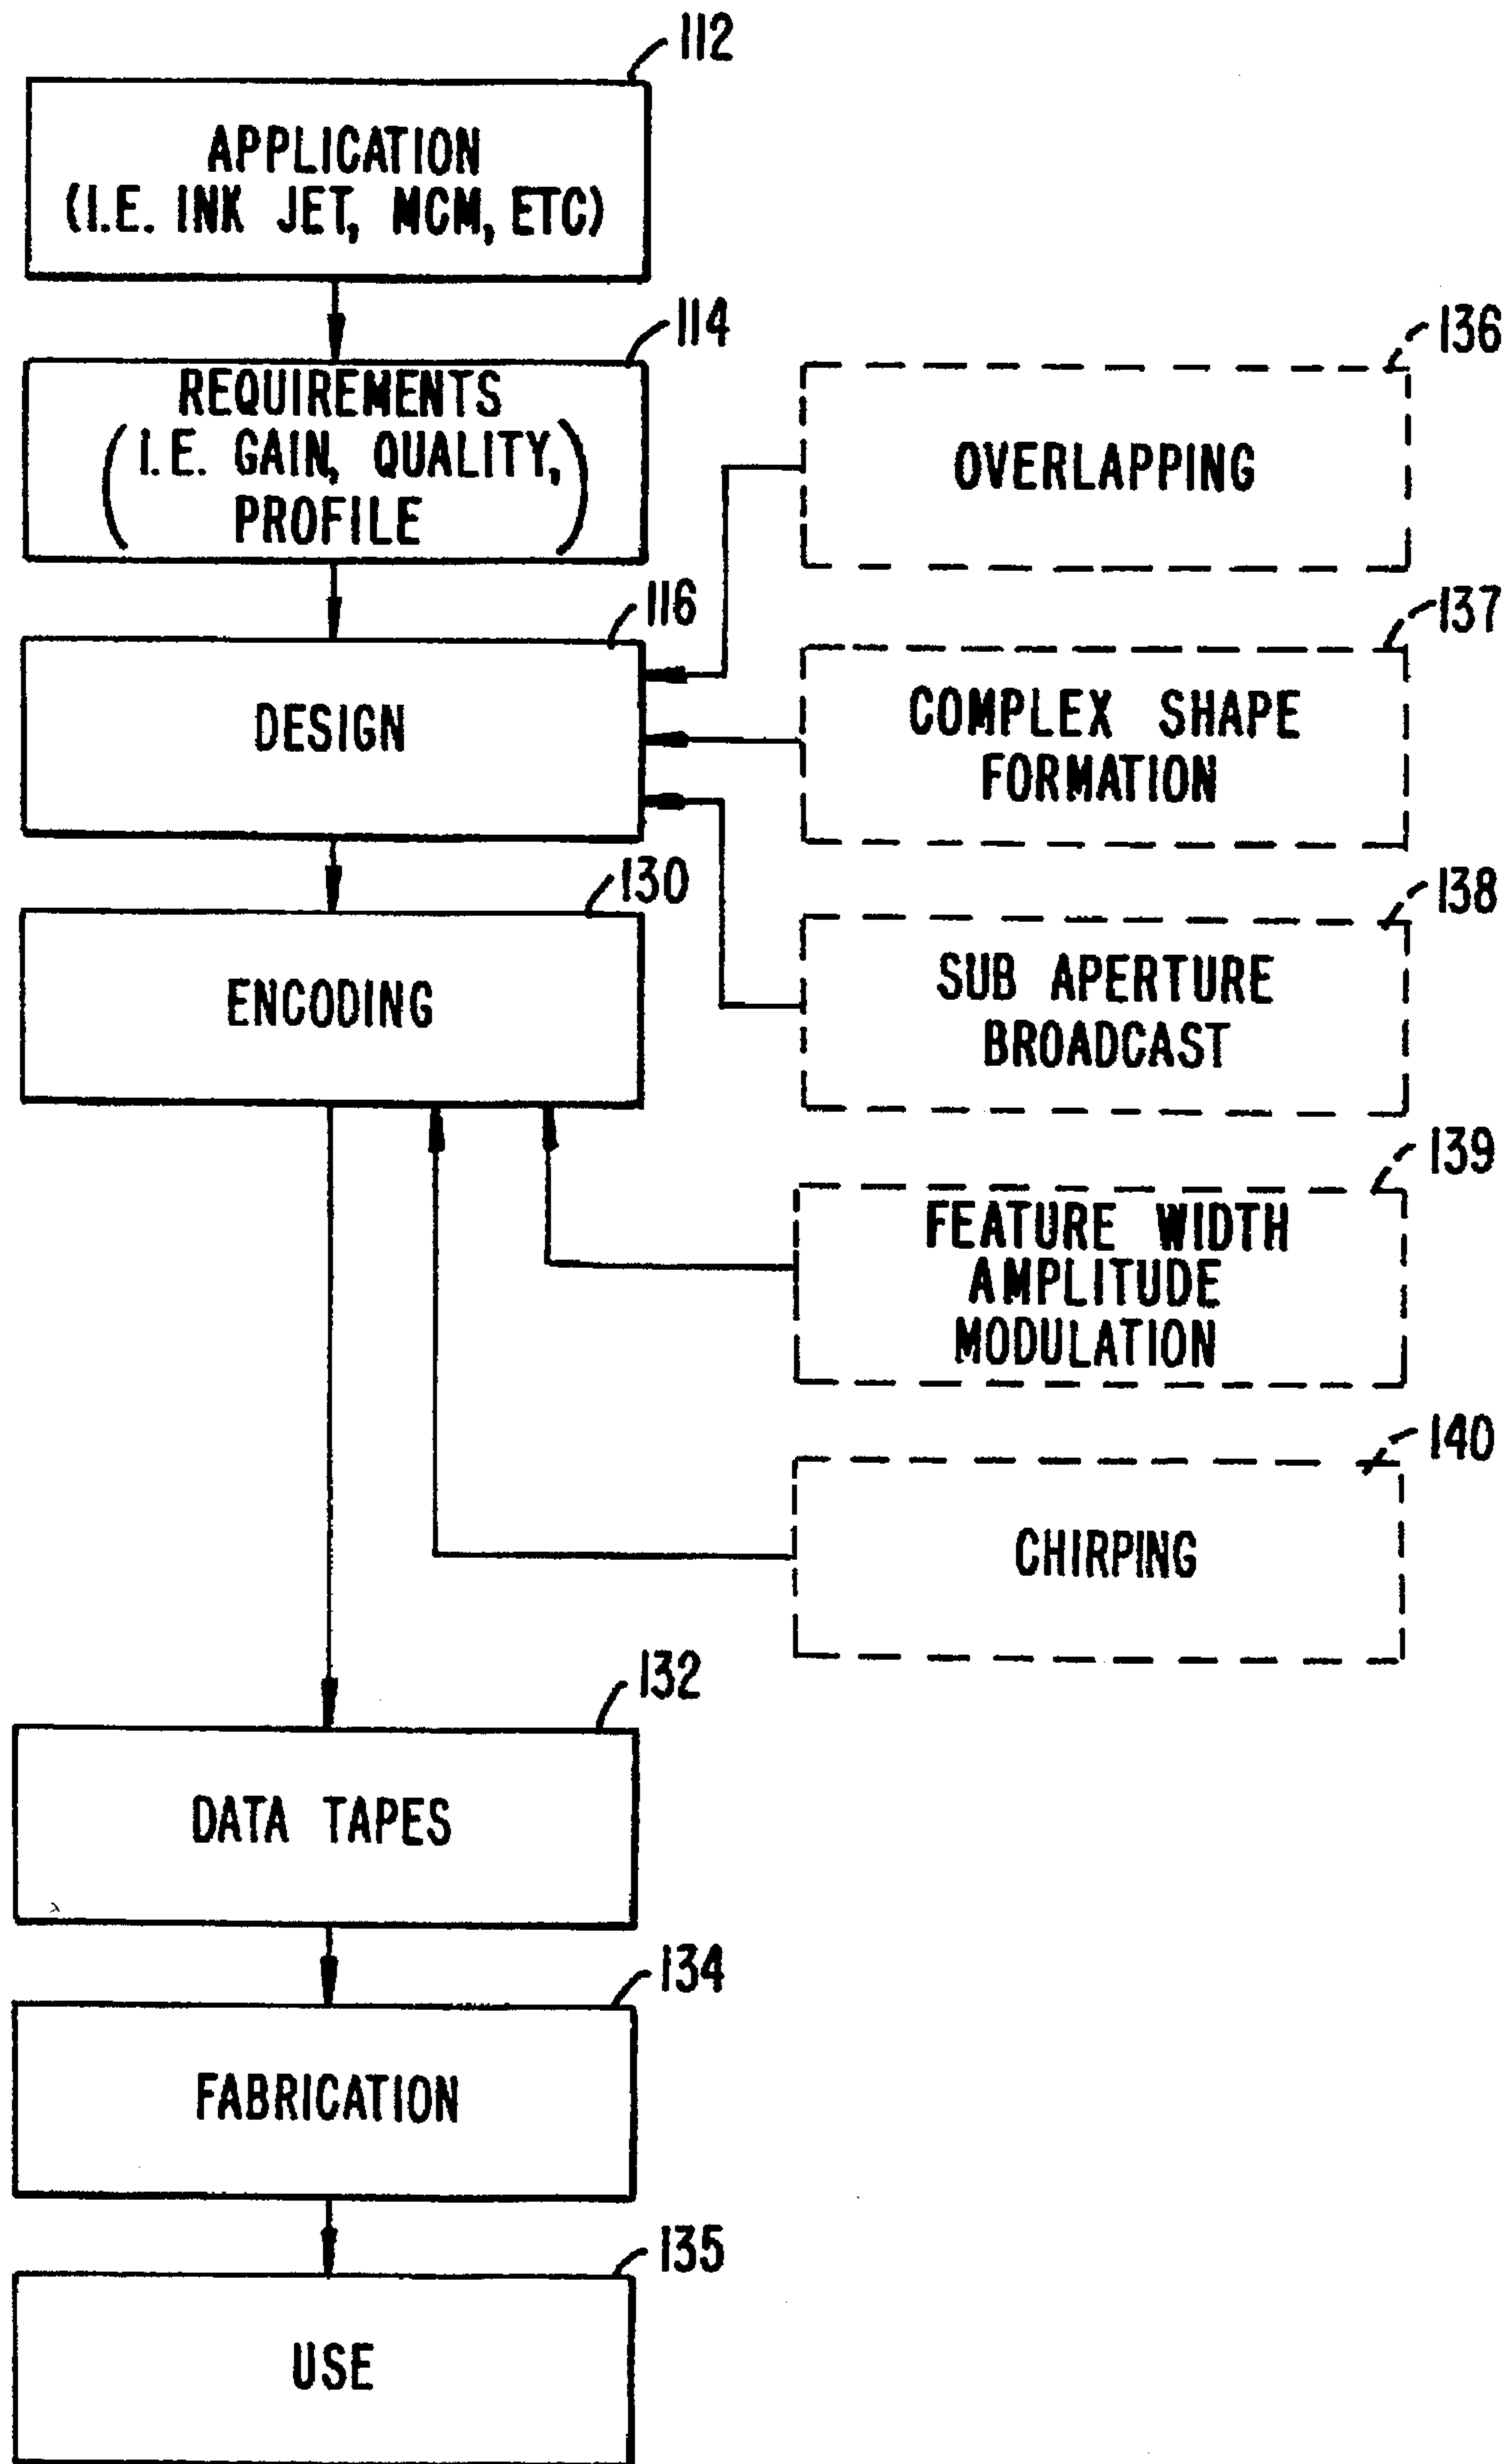 112
APPLICATION
(I.E. INK JET, MCM, ETC)
114
REQUIREMENTS
(I.E. GAIN, QUALITY,
PROFILE)
136
OVERLAPPING
116
DESIGN
137
COMPLEX SHAPE
FORMATION
130
ENCODING
138
SUB APERTURE
BROADCAST
139
FEATURE WIDTH
AMPLITUDE
MODULATION
140
CHIRPING
132
DATA TAPES
134
FABRICATION
135
USE